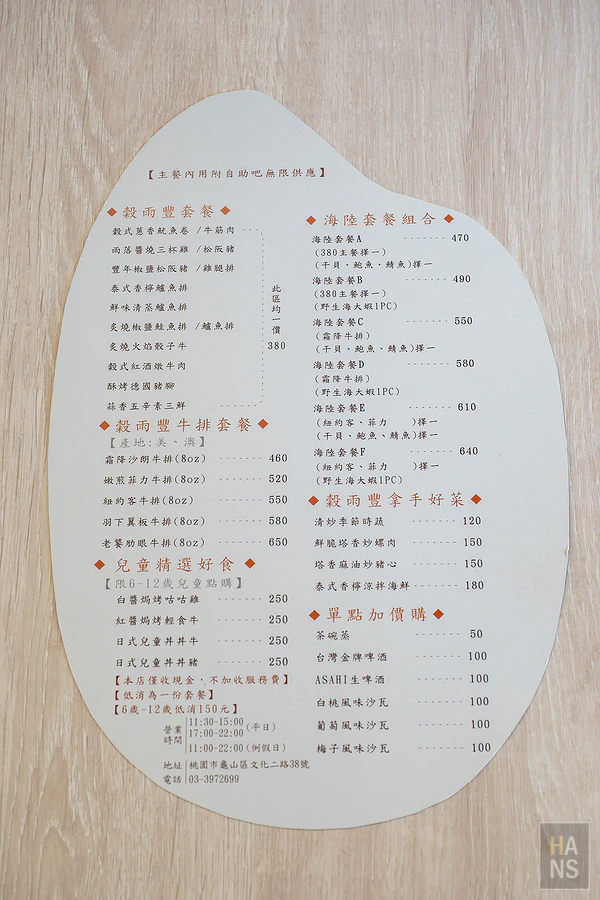 【主餐內用附自助吧無限供應】
◆穀雨豐套餐◆
穀式蔥香魷魚卷 /牛筋肉
雨落醬燒三杯雞 /松阪豬
豐年椒鹽松阪豬 /雞腿排
泰式香檸鱸魚排
鮮味清蒸鱸魚排
炙燒椒鹽鮭魚排 /鱸魚排
炙燒火焰骰子牛
穀式紅酒燉牛肉
酥烤德國豬腳
蒜香五辛素三鮮
此區均一價
380
◆穀雨豐牛排套餐◆
【產地:美、澳】
霜降沙朗牛排(8oz) ------- 460
嫩煎菲力牛排(8oz) ------- 520
紐約客牛排(8oz) ------- 550
羽下翼板牛排(8oz) ------- 580
老饕肋眼牛排(8oz) ------- 650
◆兒童精選好食◆
【限6-12歲兒童點購】
白醬焗烤咕咕雞 ------- 250
紅醬焗烤輕食牛 ------- 250
日式兒童丼丼牛 ------- 250
日式兒童丼丼豬 ------- 250
【本店僅收現金，不加收服務費】
【低消為一份套餐】
【6歲-12歲低消150元】
營業時間
11:30-15:00
17:00-22:00 (平日)
11:00-22:00 (例假日)
地址 桃園市龜山區文化二路38號
電話 03-3972699
◆海陸套餐組合◆
海陸套餐A ------- 470
(380主餐擇一)
(干貝、鮑魚、鯖魚)擇一
海陸套餐B ------- 490
(380主餐擇一)
(野生海大蝦1PC)
海陸套餐C ------- 550
(霜降牛排)
(干貝、鮑魚、鯖魚)擇一
海陸套餐D ------- 580
(霜降牛排)
(野生海大蝦1PC)
海陸套餐E ------- 610
(紐約客、菲力 )擇一
(干貝、鮑魚、鯖魚)擇一
海陸套餐F ------- 640
(紐約客、菲力 )擇一
(野生海大蝦1PC)
◆穀雨豐拿手好菜◆
清炒季節時蔬 ------- 120
鮮脆塔香炒螺肉 ------- 150
塔香麻油炒豬心 ------- 150
泰式香檸涼拌海鮮------- 180
◆單點加價購◆
茶碗蒸 ------- 50
台灣金牌啤酒 ------- 100
ASAHI生啤酒 ------- 100
白桃風味沙瓦 ------- 100
葡萄風味沙瓦 ------- 100
梅子風味沙瓦 ------- 100
HA
NS